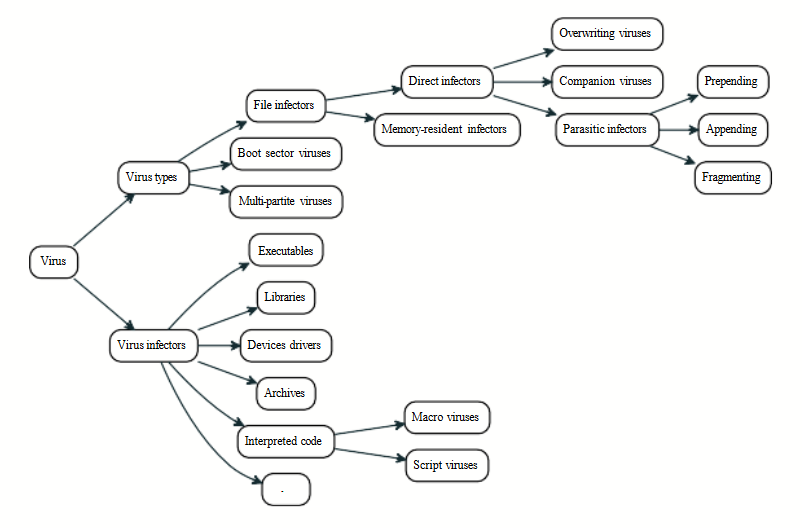 Overwriting viruses
Direct infectors
Companion viruses
Prepending
File infectors
Memory-resident infectors
Parasitic infectors
Appending
Boot sector viruses
Virus types
Fragmenting
Multi-partite viruses
Virus
Executables
Libraries
Virus infectors
Devices drivers
Archives
Macro viruses
Interpreted code
Script viruses
.